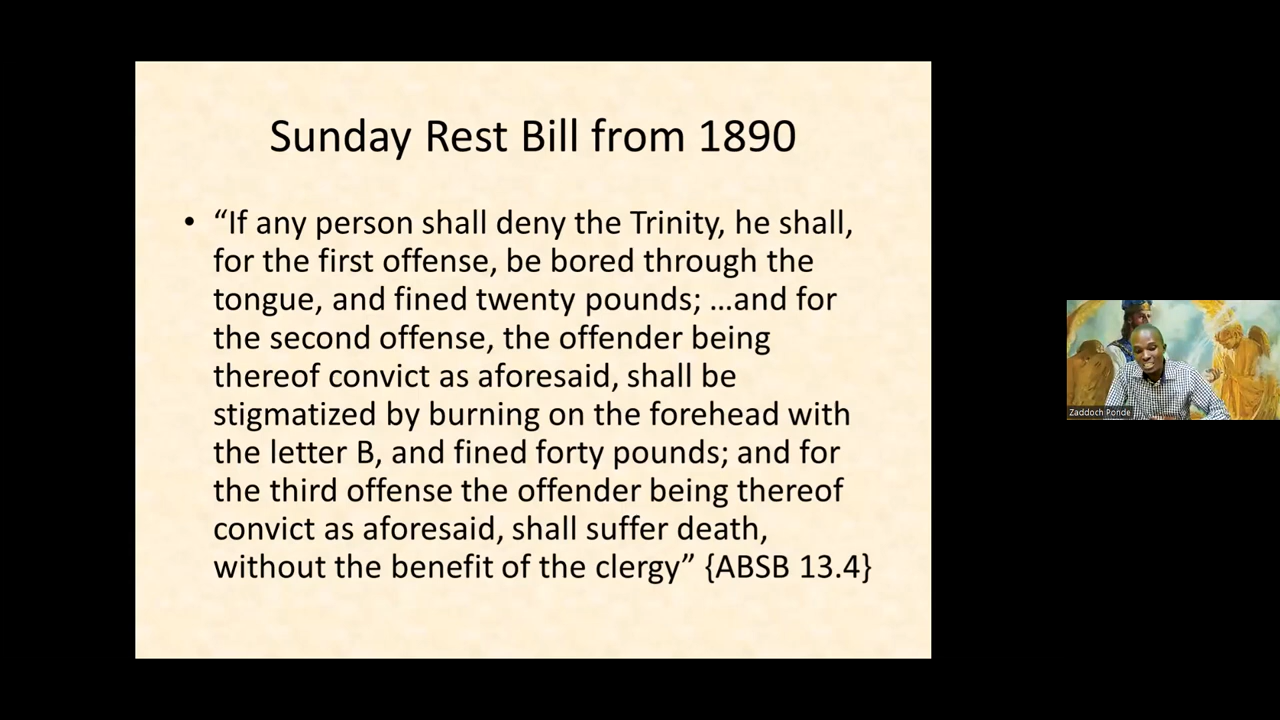 Sunday Rest Bill from 1890
• “If any person shall deny the Trinity, he shall,
for the first offense, be bored through the
tongue, and fined twenty pounds; …and for
the second offense, the offender being
thereof convict as aforesaid, shall be
stigmatized by burning on the forehead with
the letter B, and fined forty pounds; and for
the third offense the offender being thereof
convict as aforesaid, shall suffer death,
without the benefit of the clergy” {ABSB 13.4}
Zaddoch Ponde